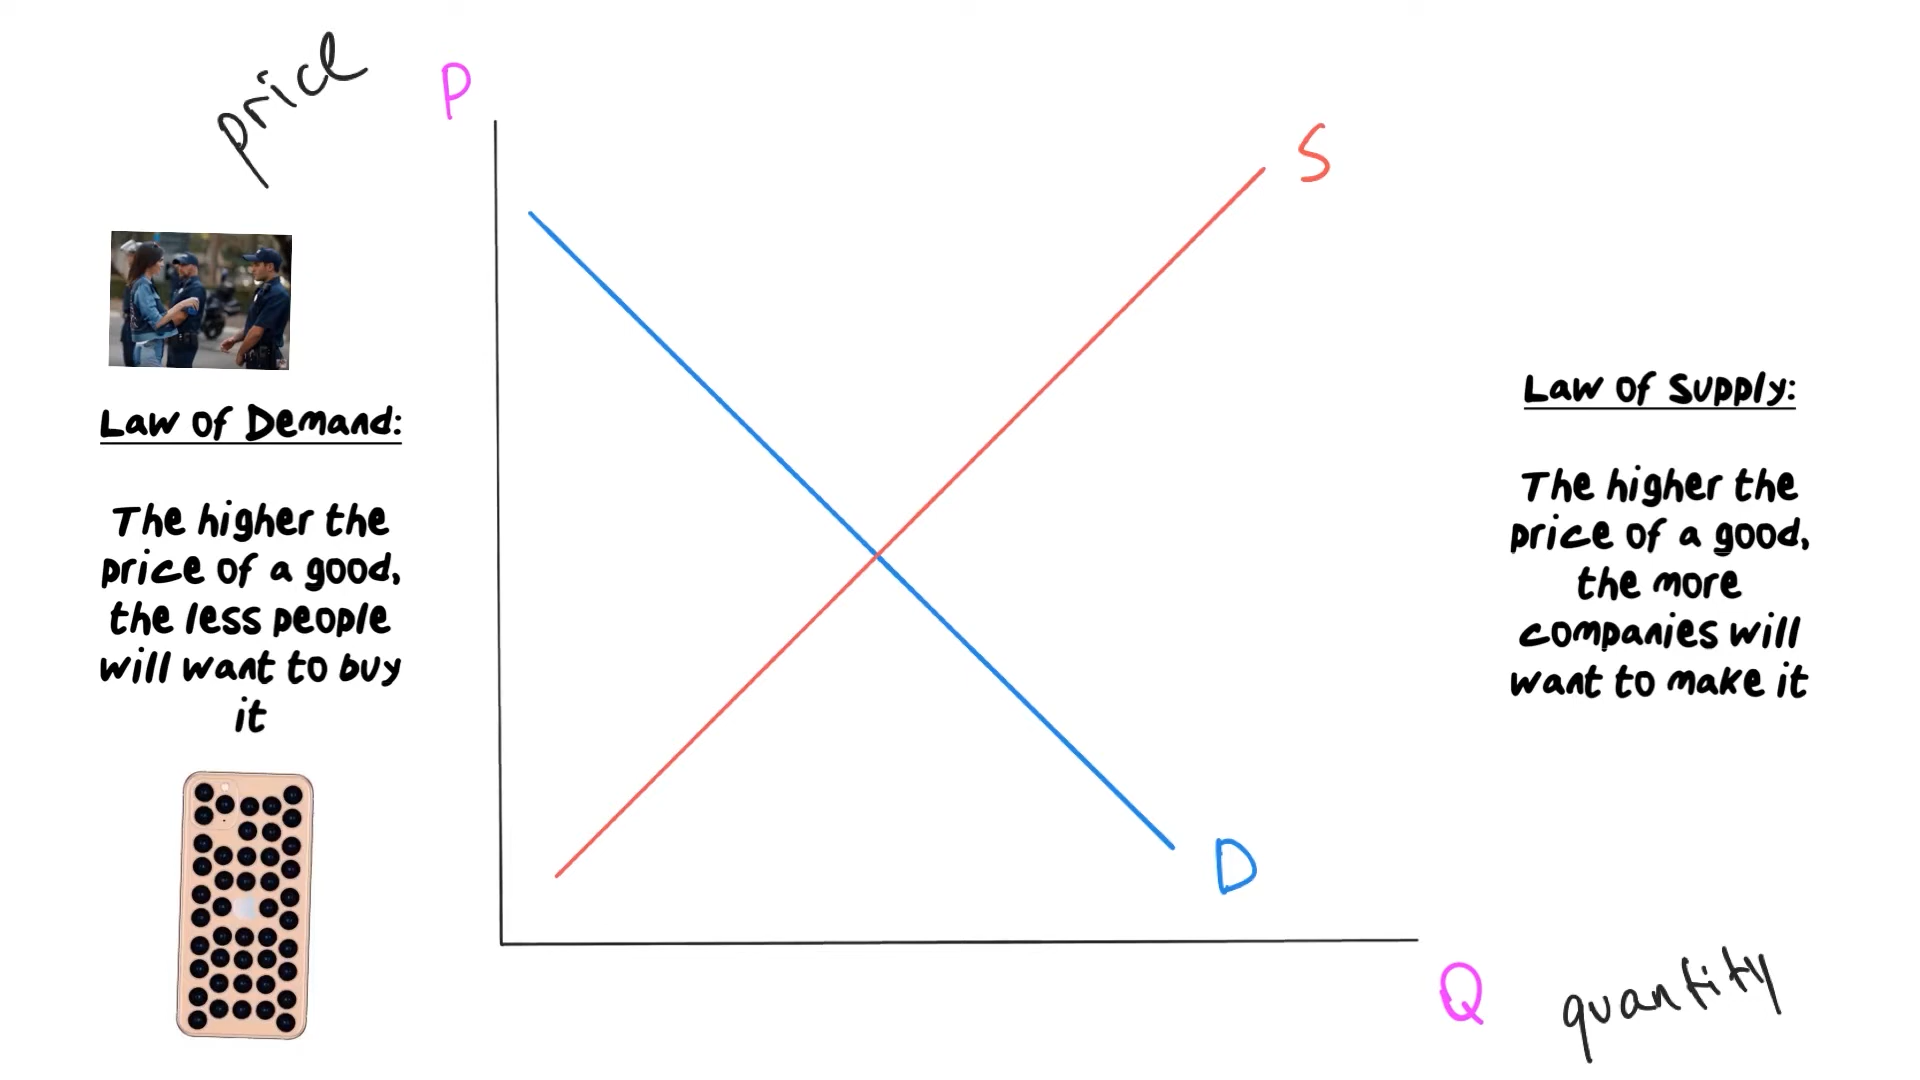 price
P
S
Law of Demand:
The higher the
price of a good,
the less people
will want to buy
it
Law of Supply:
The higher the
price of a good,
the more
companies will
want to make it
D
Q
quantity